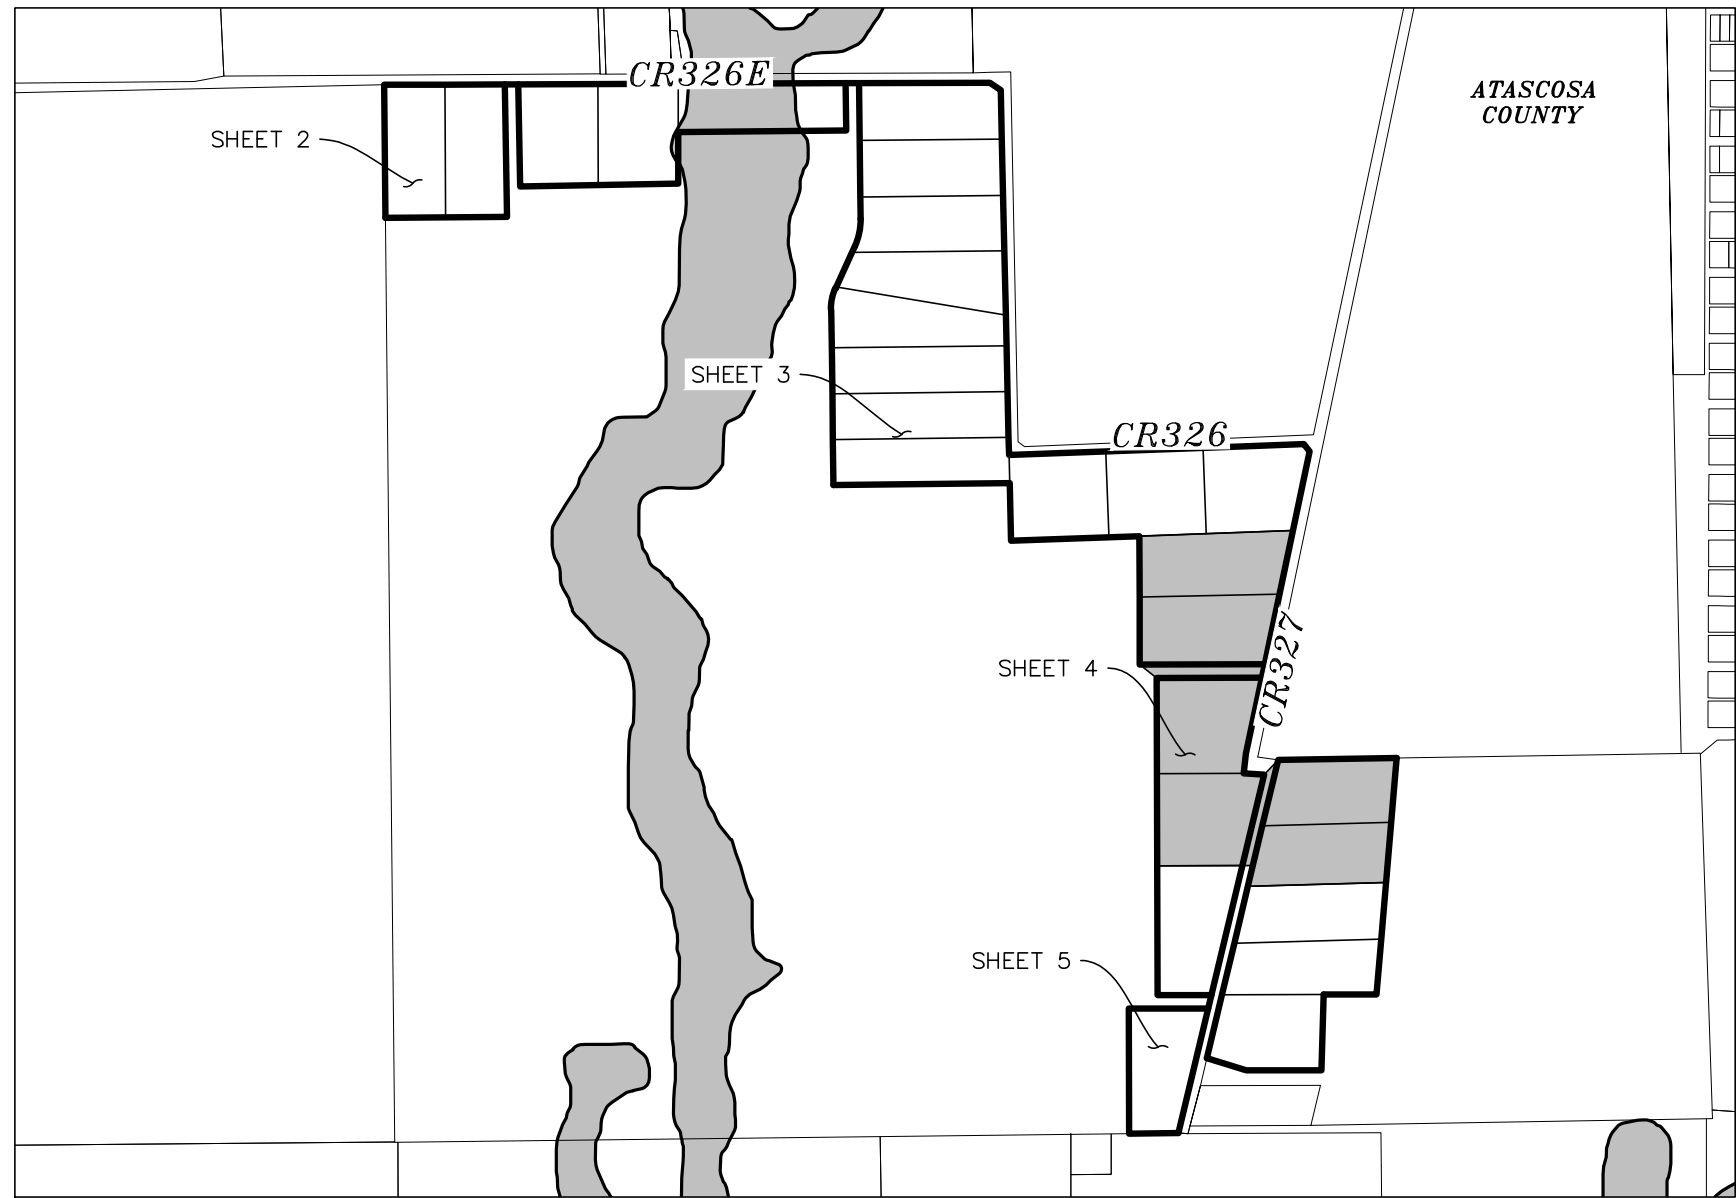 CR326E
ATASCOSA
COUNTY
SHEET 2
SHEET 3
CR326
CR327
SHEET 4
SHEET 5